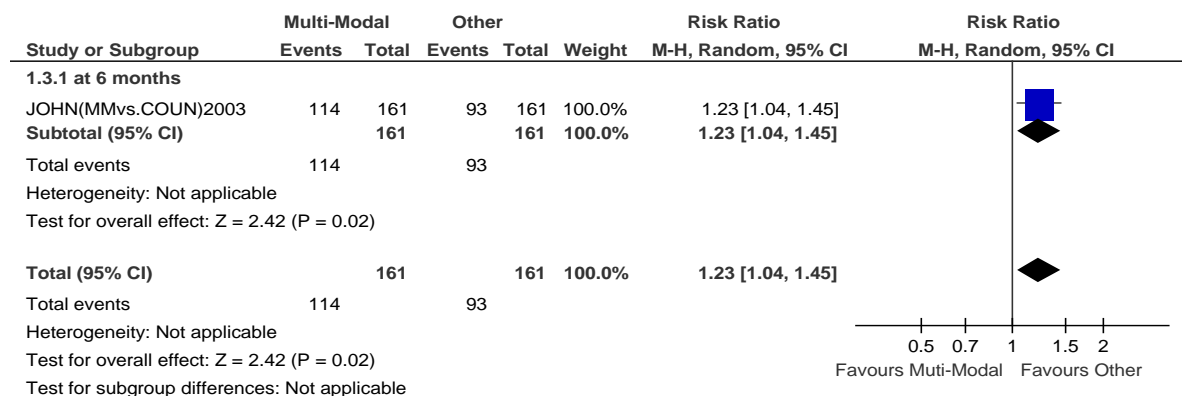 Multi-Modal Other Risk Ratio Risk Ratio
Study or Subgroup Events Total Events Total Weight M-H, Random, 95% CI M-H, Random, 95% CI
1.3.1 at 6 months
JOHN(MMvs.COUN)2003 114 161 93 161 100.0% 1.23 [1.04, 1.45]
Subtotal (95% CI) 161 161 100.0% 1.23 [1.04, 1.45]
Total events 114 93
Heterogeneity: Not applicable
Test for overall effect: Z = 2.42 (P = 0.02)
Total (95% CI) 161 161 100.0% 1.23 [1.04, 1.45]
Total events 114 93
Heterogeneity: Not applicable
Test for overall effect: Z = 2.42 (P = 0.02)
Test for subgroup differences: Not applicable
0.5 0.7 1 1.5 2
Favours Muti-Modal Favours Other